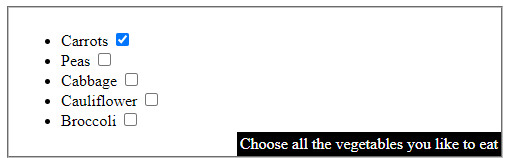 Carrots
Peas
Cabbage
Cauliflower
Broccoli
Choose all the vegetables you like to eat